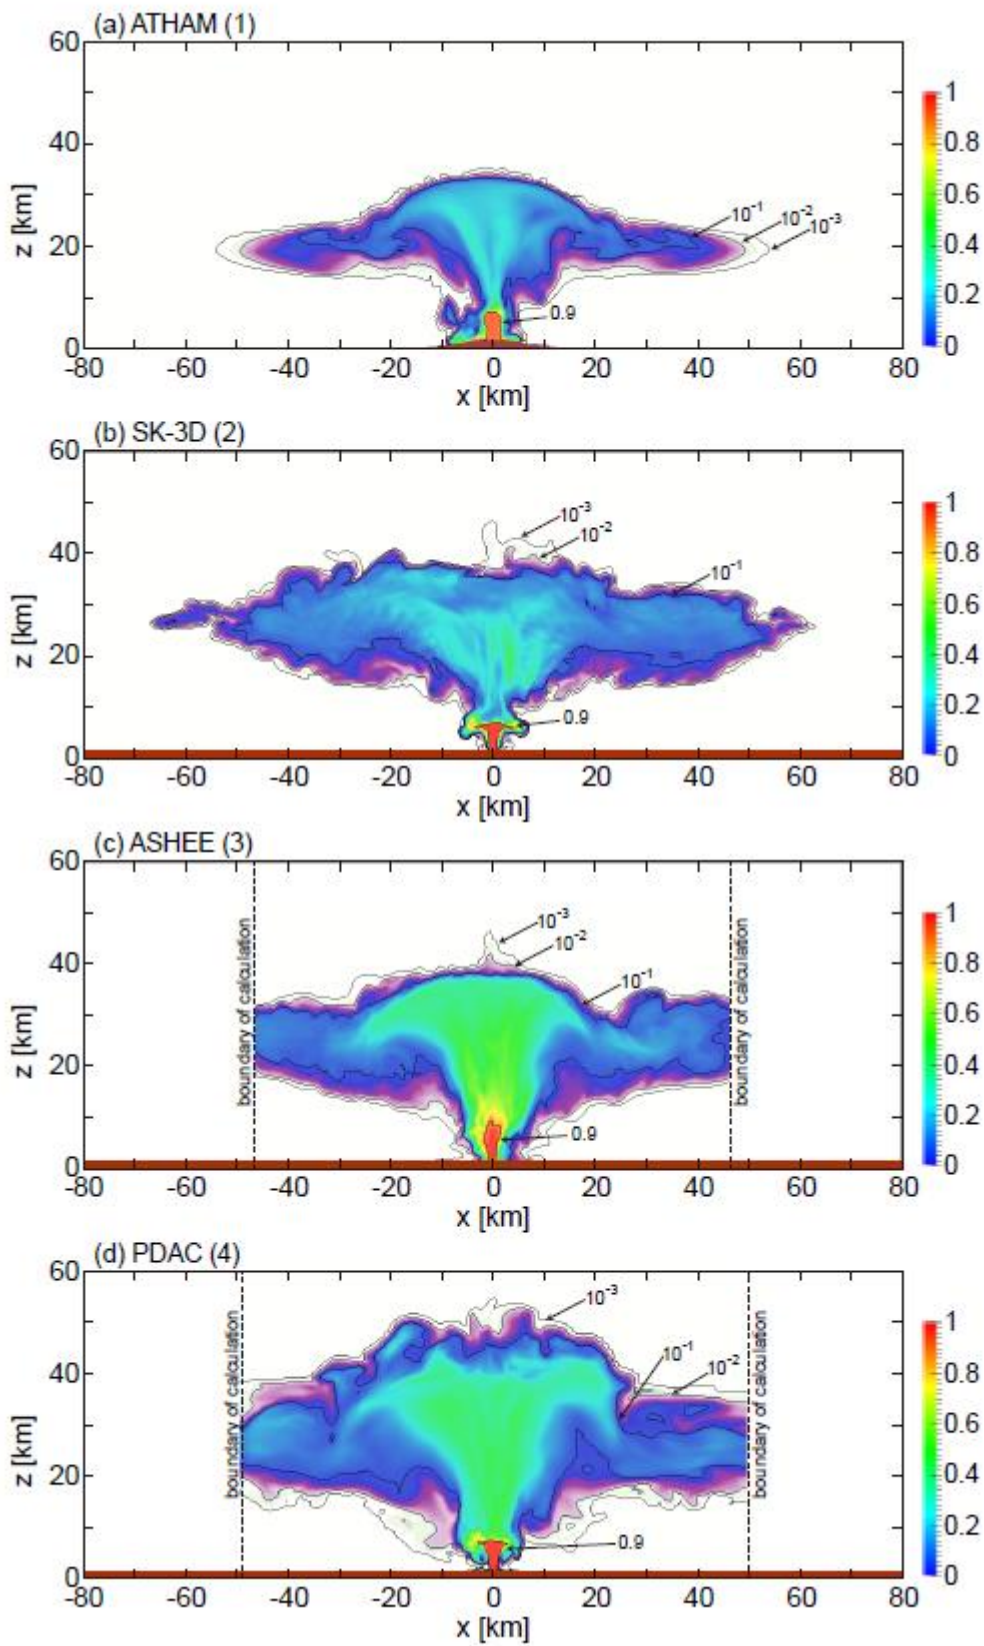 (a) ATHAM (1)
60
40
20
0
z [km]
10-1
10-2
10-3
0.9
1
0.8
0.6
0.4
0.2
0
-80 -60 -40 -20 0 20 40 60 80
x [km]
(b) SK-3D (2)
60
40
20
0
z [km]
10-3
10-2
10-1
0.9
1
0.8
0.6
0.4
0.2
0
-80 -60 -40 -20 0 20 40 60 80
x [km]
(c) ASHEE (3)
60
40
20
0
z [km]
boundary of calculation
10-3
10-2
10-1
0.9
boundary of calculation
1
0.8
0.6
0.4
0.2
0
-80 -60 -40 -20 0 20 40 60 80
x [km]
(d) PDAC (4)
60
40
20
0
z [km]
boundary of calculation
10-3
10-1
10-2
0.9
boundary of calculation
1
0.8
0.6
0.4
0.2
0
-80 -60 -40 -20 0 20 40 60 80
x [km]